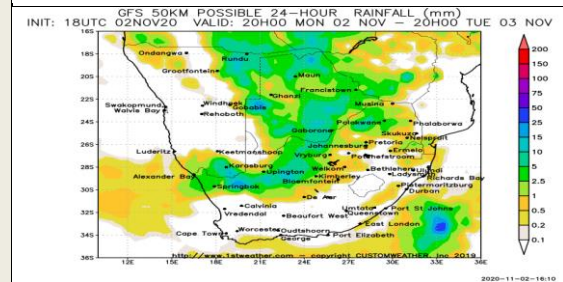 GFS 50KM POSSIBLE 24-HOUR RAINFALL (mm)
INIT: 18UTC 02NOV20 VALID: 20H00 MON 02 NOV – 20H00 TUE 03 NOV
16S
18S
20S
22S
24S
26S
28S
30S
32S
34S
36S
Ondangwa
Rundu
Grootfontein
Maun
Francistown
Ghanzi
Windhoek
Gobabis
Swakopmund
Walvis Bay
Rehoboth
Musina
Polokwane
Phalaborwa
Gaborone
Skukuza
Nelspruit
Johannesburg
Pretoria
Luderitz
Keetmanshoop
Vryburg
Potchefstroom
Ermelo
Karasburg
Welkom
Bethlehem
Ulundi
Alexander Bay
Upington
Kimberley
Ladysmith
Richards Bay
Springbok
Bloemfontein
Pietermaritzburg
Durban
De Aar
Calvinia
Umtata
Port St Johns
Vredendal
Beaufort West
Queenstown
East London
Cape Town
Worcester
Oudtshoorn
George
Port Elizabeth
http://www.1stweather.com – copyright CUSTOMWEATHER, Inc 2019
12E
15E
18E
21E
24E
27E
30E
33E
36E
200
150
100
75
50
25
15
10
5
2.5
1
0.5
0.2
0.1
2020-11-02-16:10